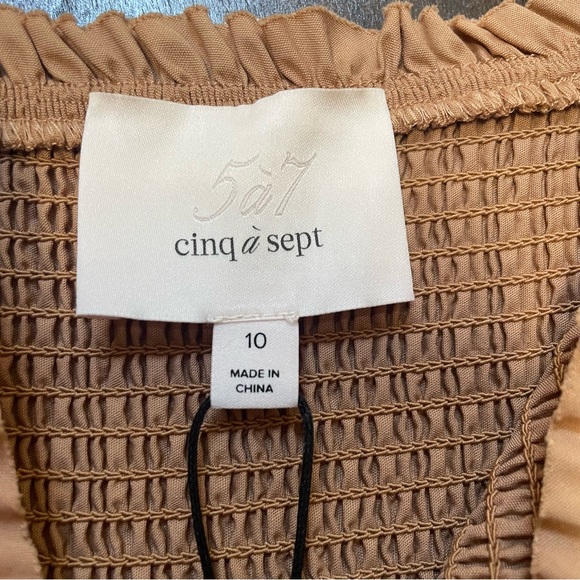 5à7
cinq à sept
10
MADE IN
CHINA